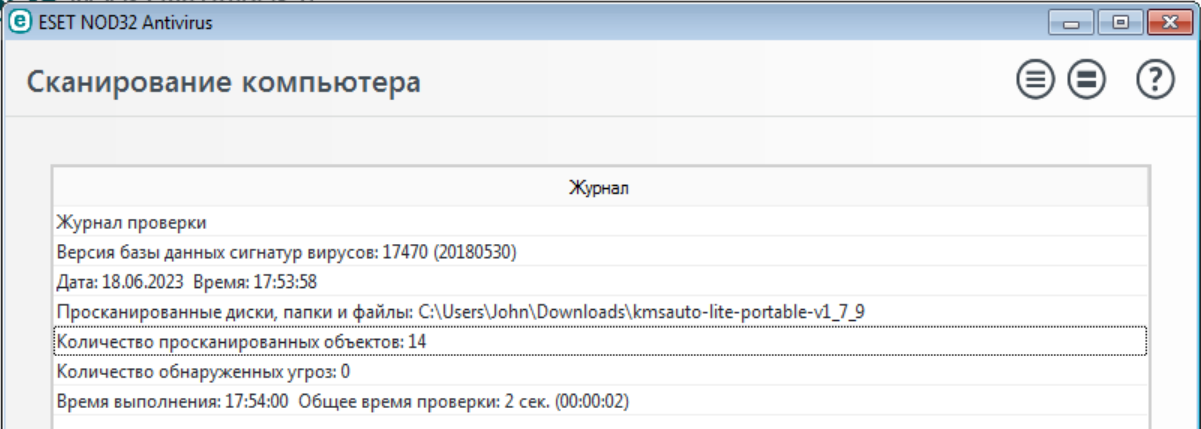 ESET NOD32 Antivirus
Сканирование компьютера
Журнал
Журнал проверки
Версия базы данных сигнатур вирусов: 17470 (20180530)
Дата: 18.06.2023 Время: 17:53:58
Просканированные диски, папки и файлы: C:\Users\John\Downloads\kmsauto-lite-portable-v1_7_9
Количество просканированных объектов: 14
Количество обнаруженных угроз: 0
Время выполнения: 17:54:00 Общее время проверки: 2 сек. (00:00:02)